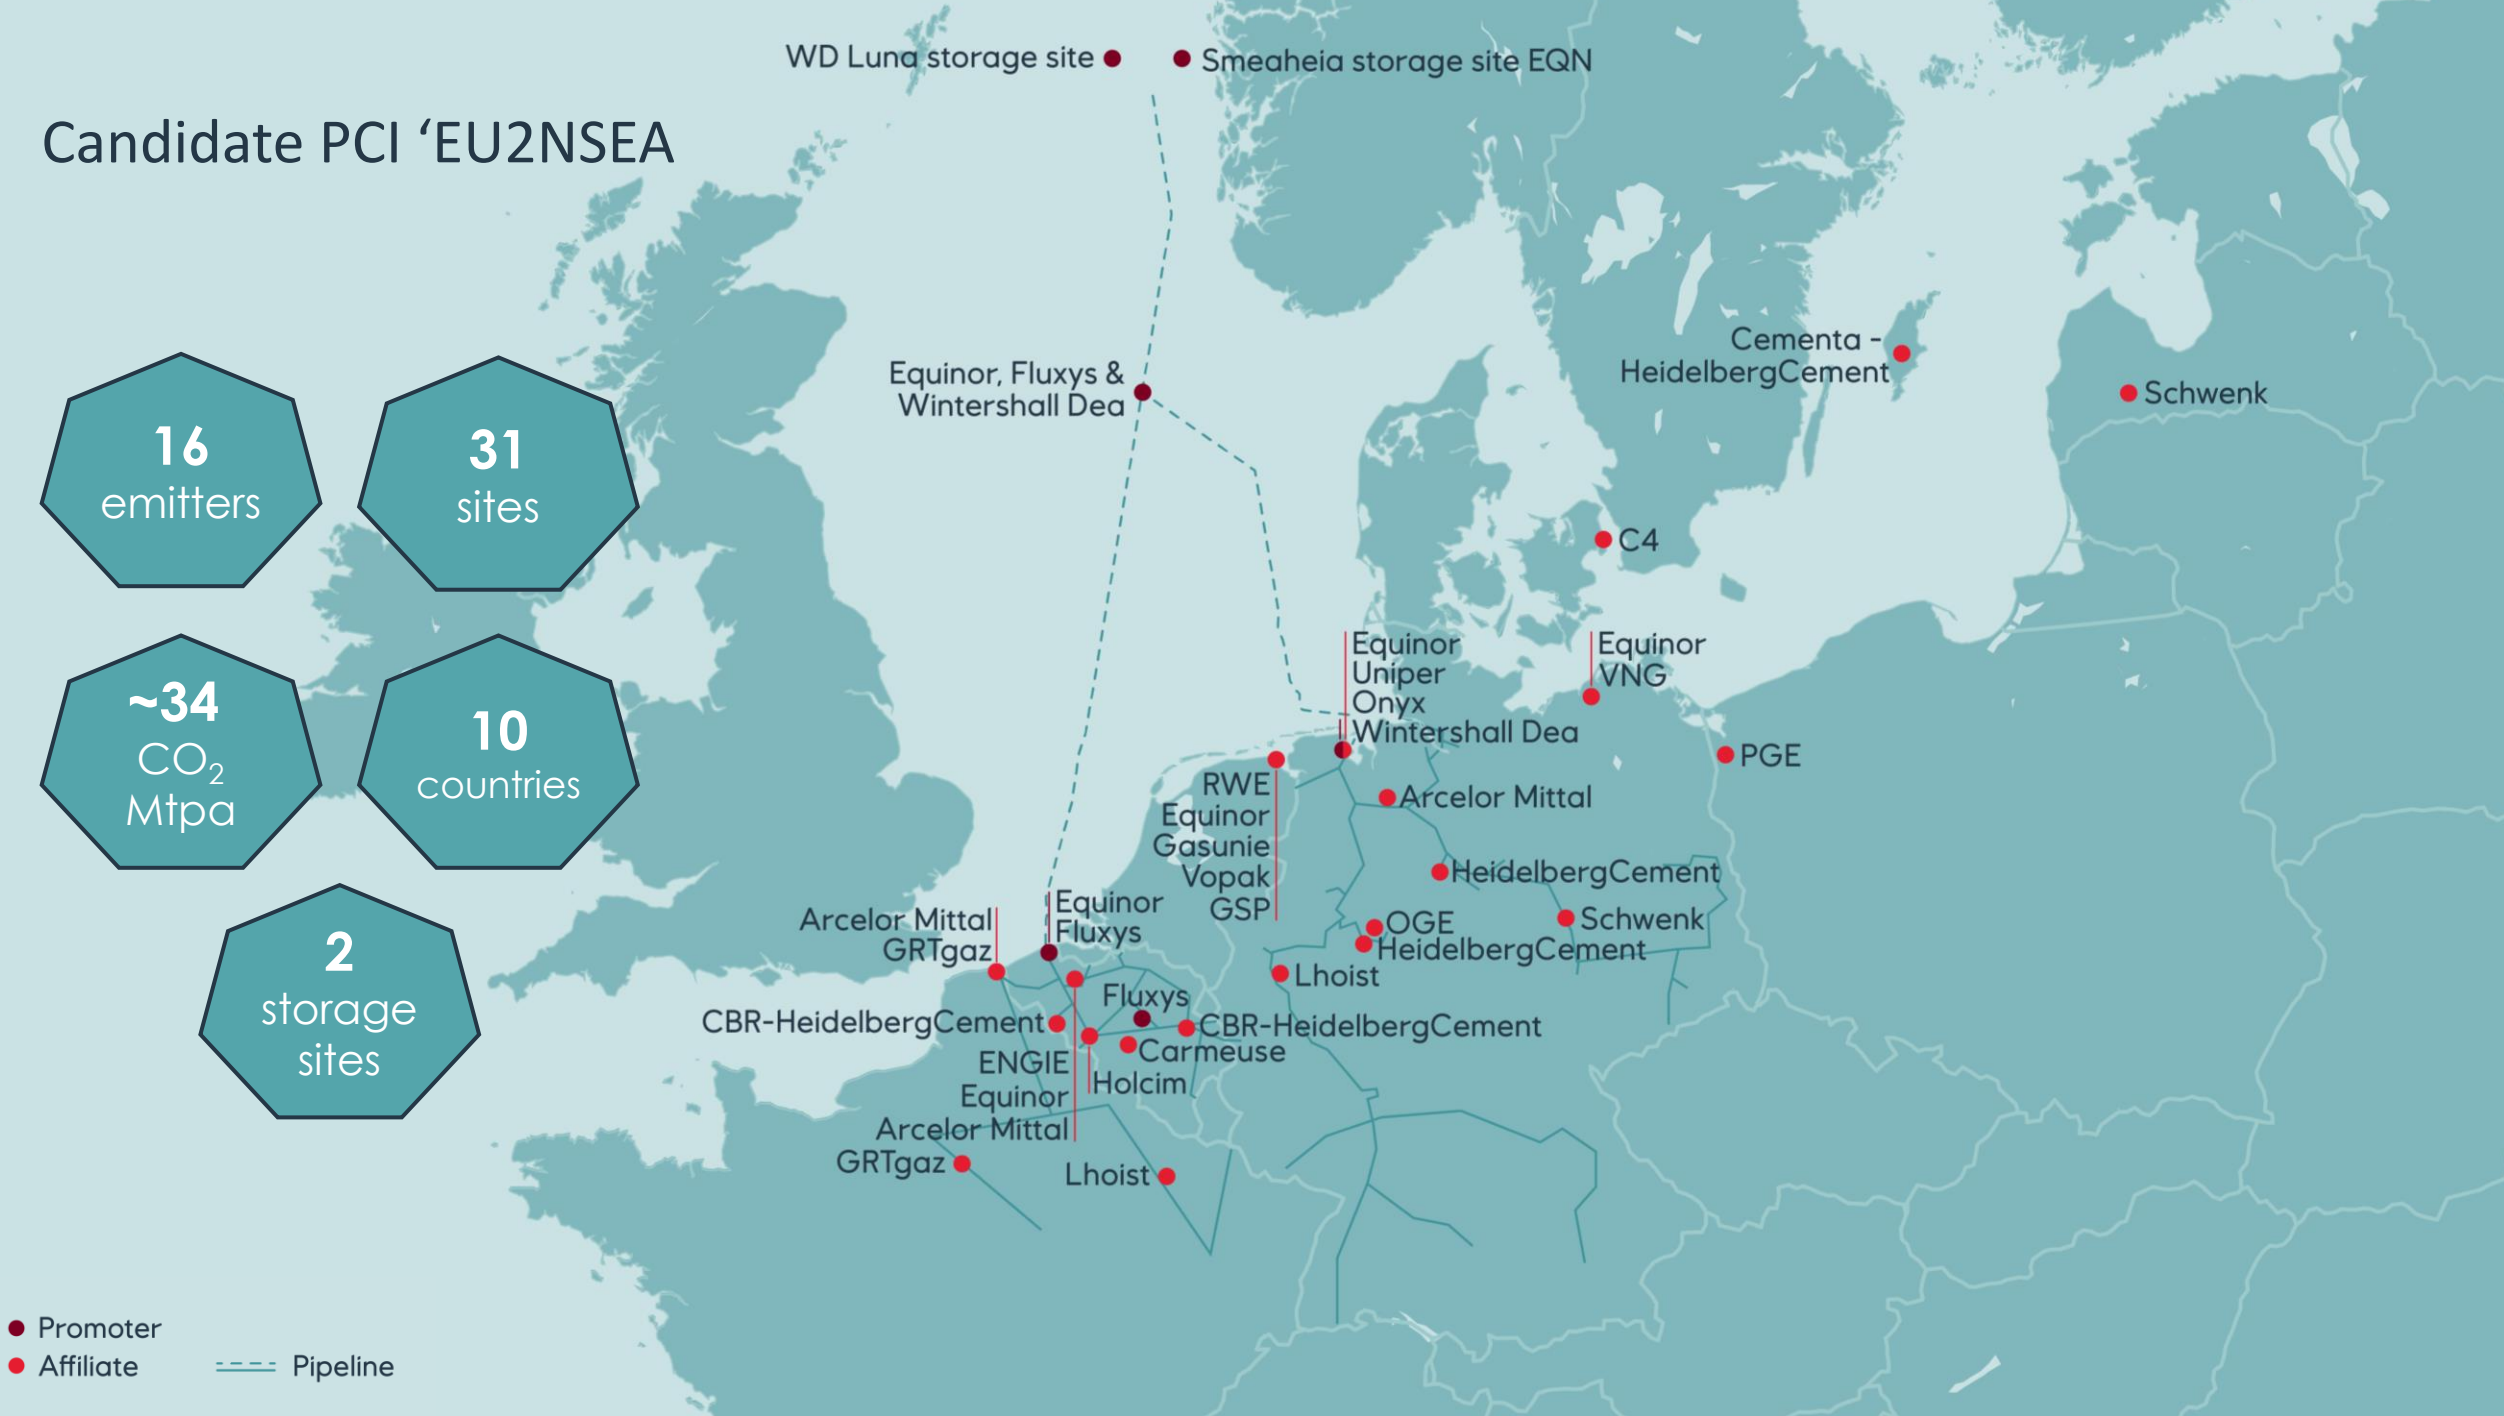 WD Luna storage site
Smeaheia storage site EQN
Candidate PCI ‘EU2NSEA
16
emitters
31
sites
~34
CO₂
Mtpa
10
countries
2
storage
sites
Equinor, Fluxys &
Wintershall Dea
Cementa -
HeidelbergCement
Schwenk
C4
Equinor
Uniper
Onyx
Wintershall Dea
Equinor
VNG
PGE
RWE
Equinor
Gasunie
Vopak
GSP
Arcelor Mittal
HeidelbergCement
Schwenk
OGE
HeidelbergCement
Lhoist
Arcelor Mittal
GRTgaz
Equinor
Fluxys
Fluxys
CBR-HeidelbergCement
CBR-HeidelbergCement
Carmeuse
Holcim
ENGIE
Equinor
Arcelor Mittal
GRTgaz
Lhoist
Promoter
Affiliate
Pipeline